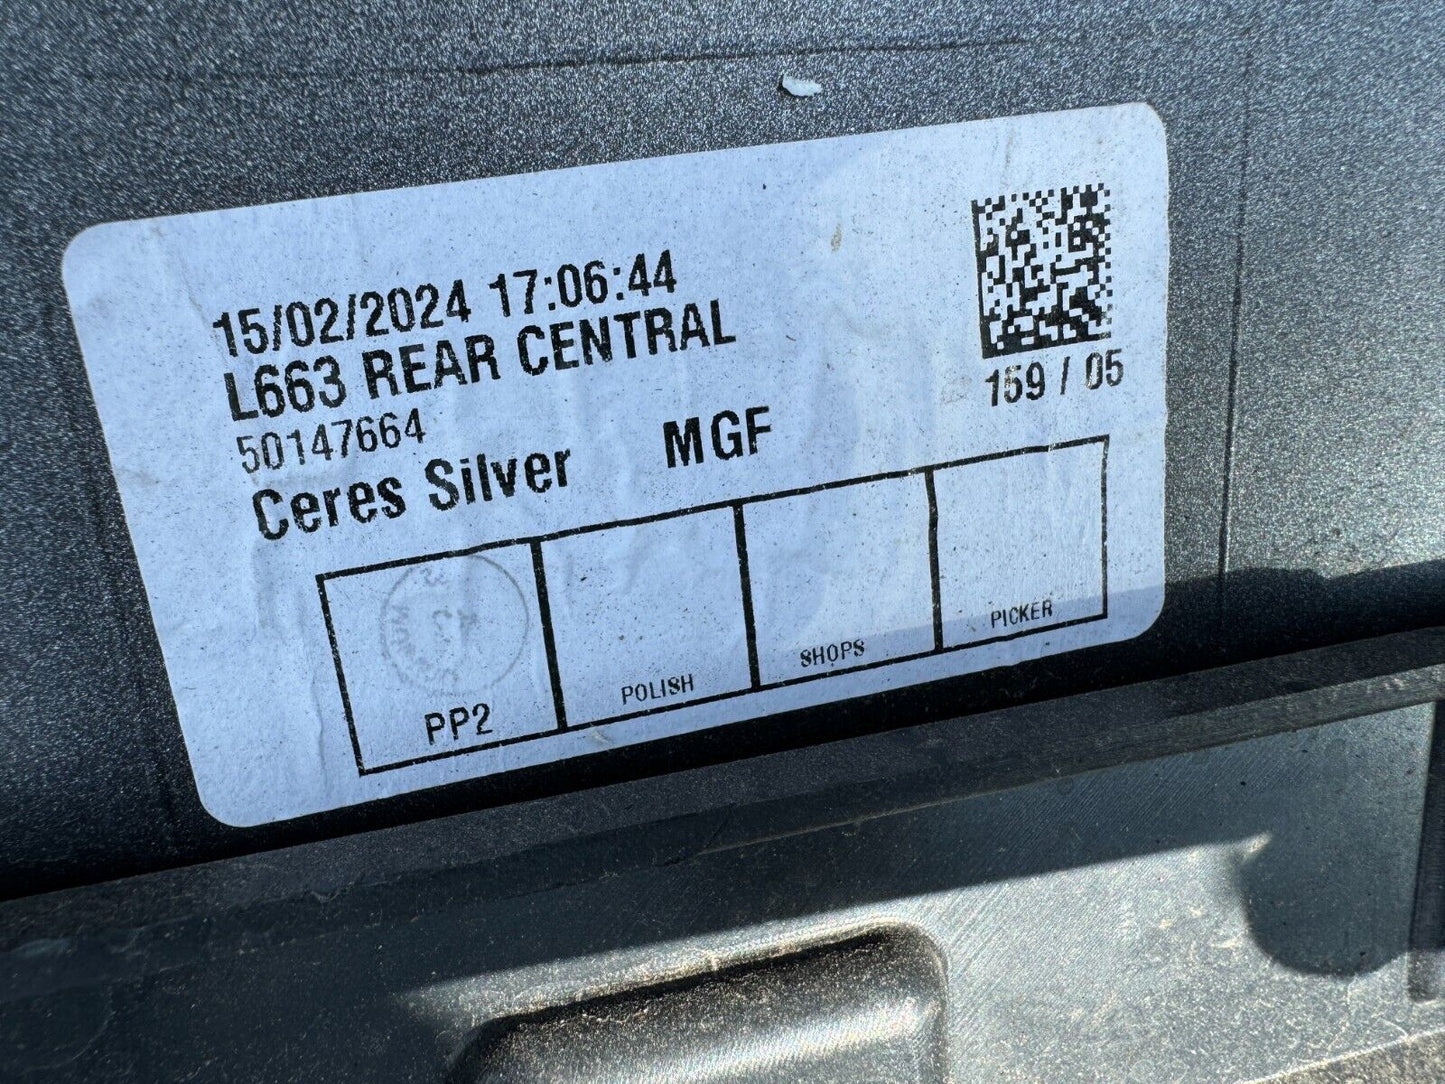 15/02/2024 17:06:44
L663 REAR CENTRAL
50147664
Ceres Silver MGF
159 / 05
PP2
POLISH
SHOPS
PICKER